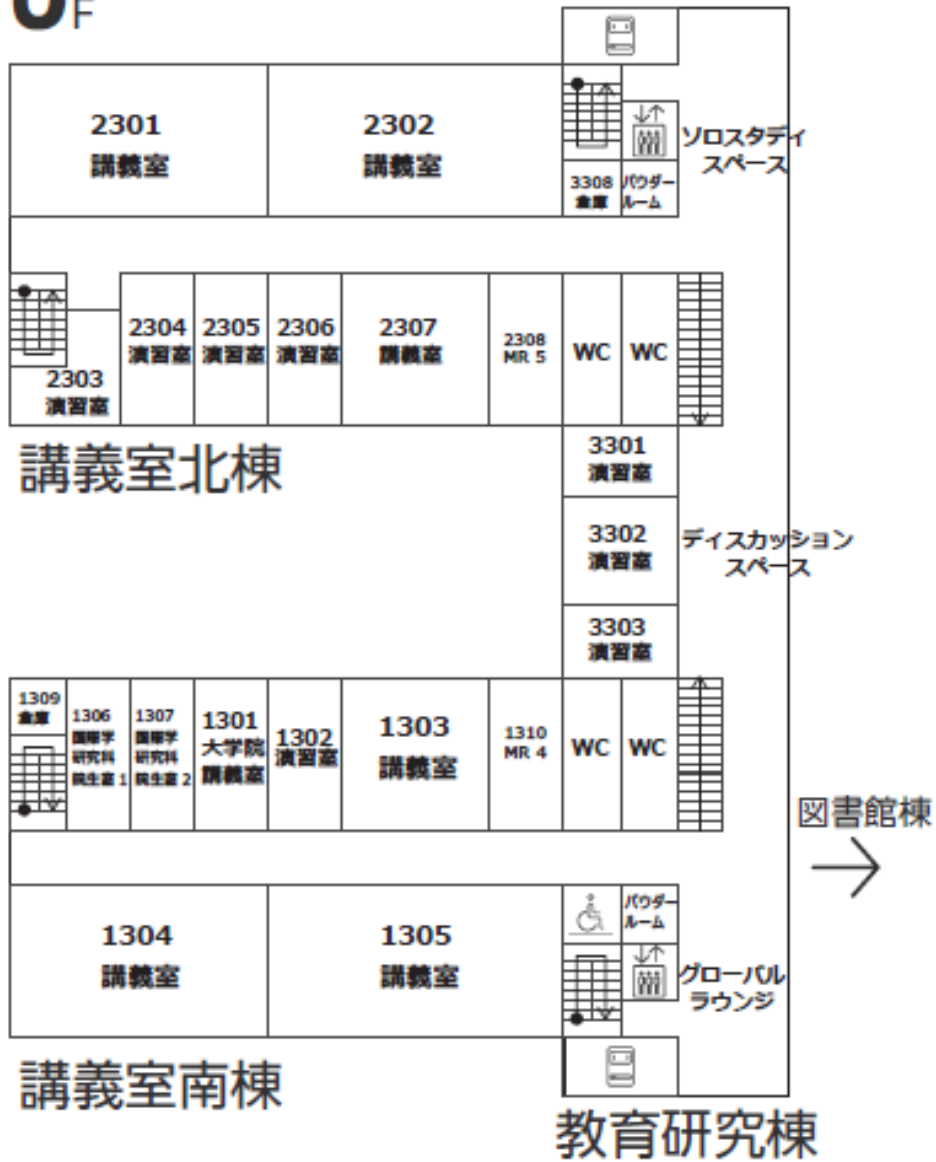 F
2301
講義室
2302
講義室
ソロスタディ
スペース
3308
倉庫
パウダー
ルーム
2303
演習室
2304
演習室
2305
演習室
2306
演習室
2307
講義室
2308
MR 5
WC
WC
講義室北棟
3301
演習室
3302
演習室
3303
演習室
ディスカッション
スペース
1309
倉庫
1306
国際学
研究科
院生室 1
1307
国際学
研究科
院生室 2
1301
大学院
講義室
1302
演習室
1303
講義室
1310
MR 4
WC
WC
図書館棟
1304
講義室
1305
講義室
パウダー
ルーム
グローバル
ラウンジ
講義室南棟
教育研究棟